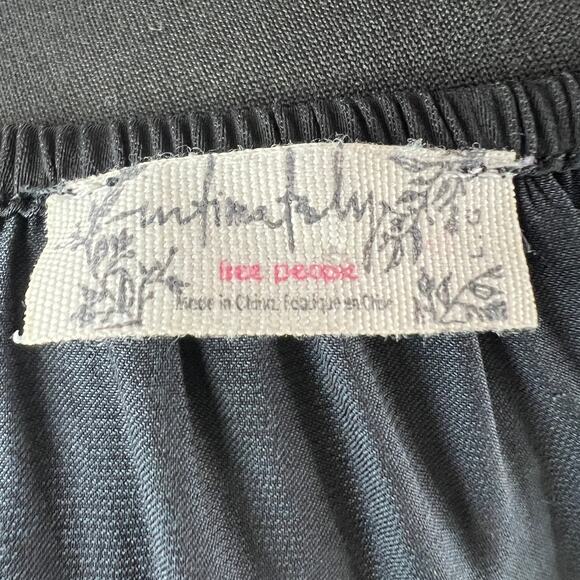 intimately
free people
Made in China, Fabriqué en Chine